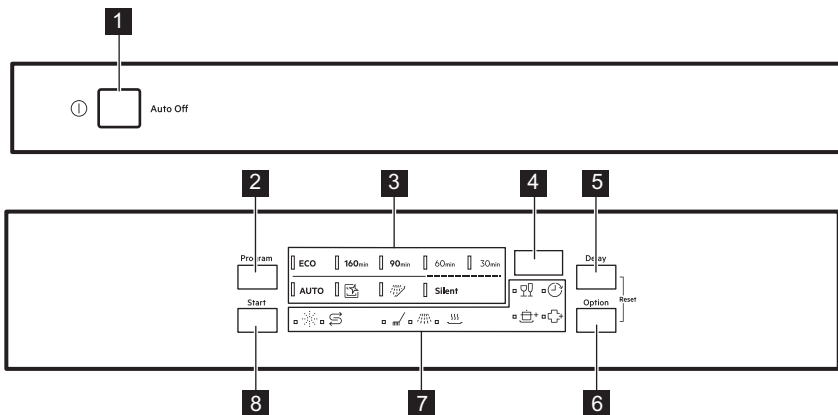 1
Auto Off
2
3
4
5
Program
ECO 160min 90min 60min 30min
Delay
AUTO Silent
Start
Option
Reset
8
7
6